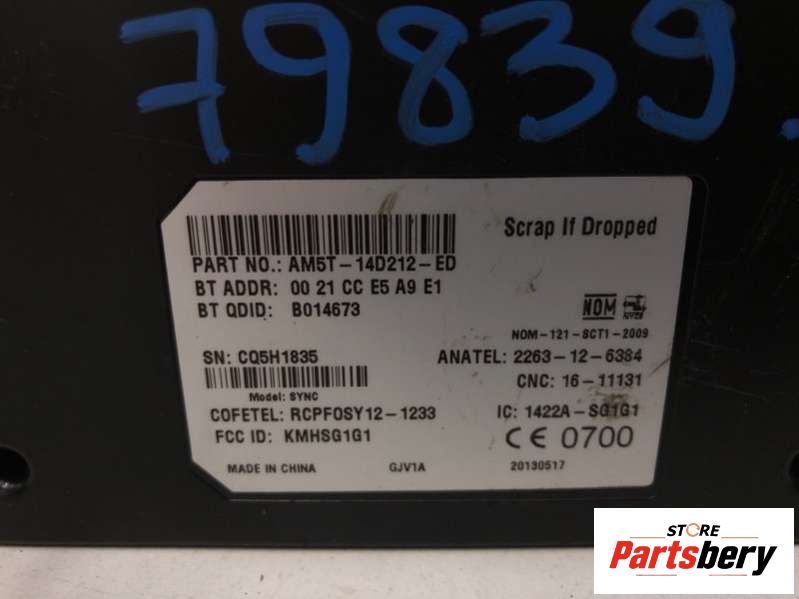 79839.
Scrap If Dropped
PART NO.: AM5T-14D212-ED
BT ADDR: 00 21 CC E5 A9 E1
BT QDID: B014673
NOM
NOM-121-SCT1-2009
SN: CQ5H1835
ANATEL: 2263-12-6384
CNC: 16-11131
Model: SYNC
COFETEL: RCPFOSY12-1233
IC: 1422A-SG1G1
FCC ID: KMHSG1G1
CE 0700
MADE IN CHINA
GJV1A
20130517
STORE
Partsbery